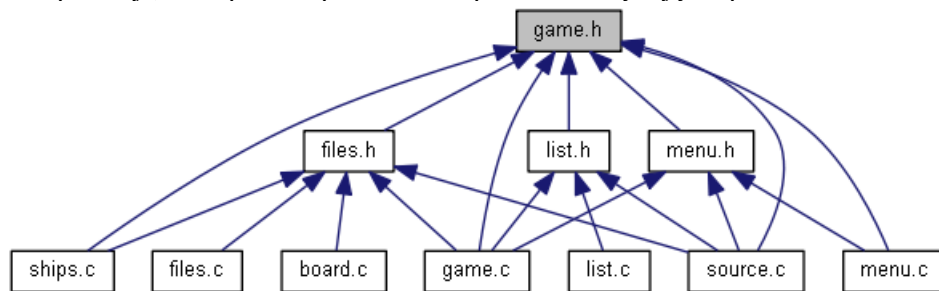 game.h
files.h list.h menu.h
ships.c files.c board.c game.c list.c source.c menu.c